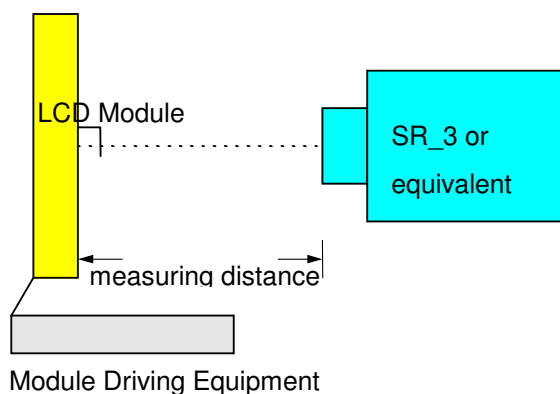 LCD Module
SR_3 or
equivalent
measuring distance
Module Driving Equipment